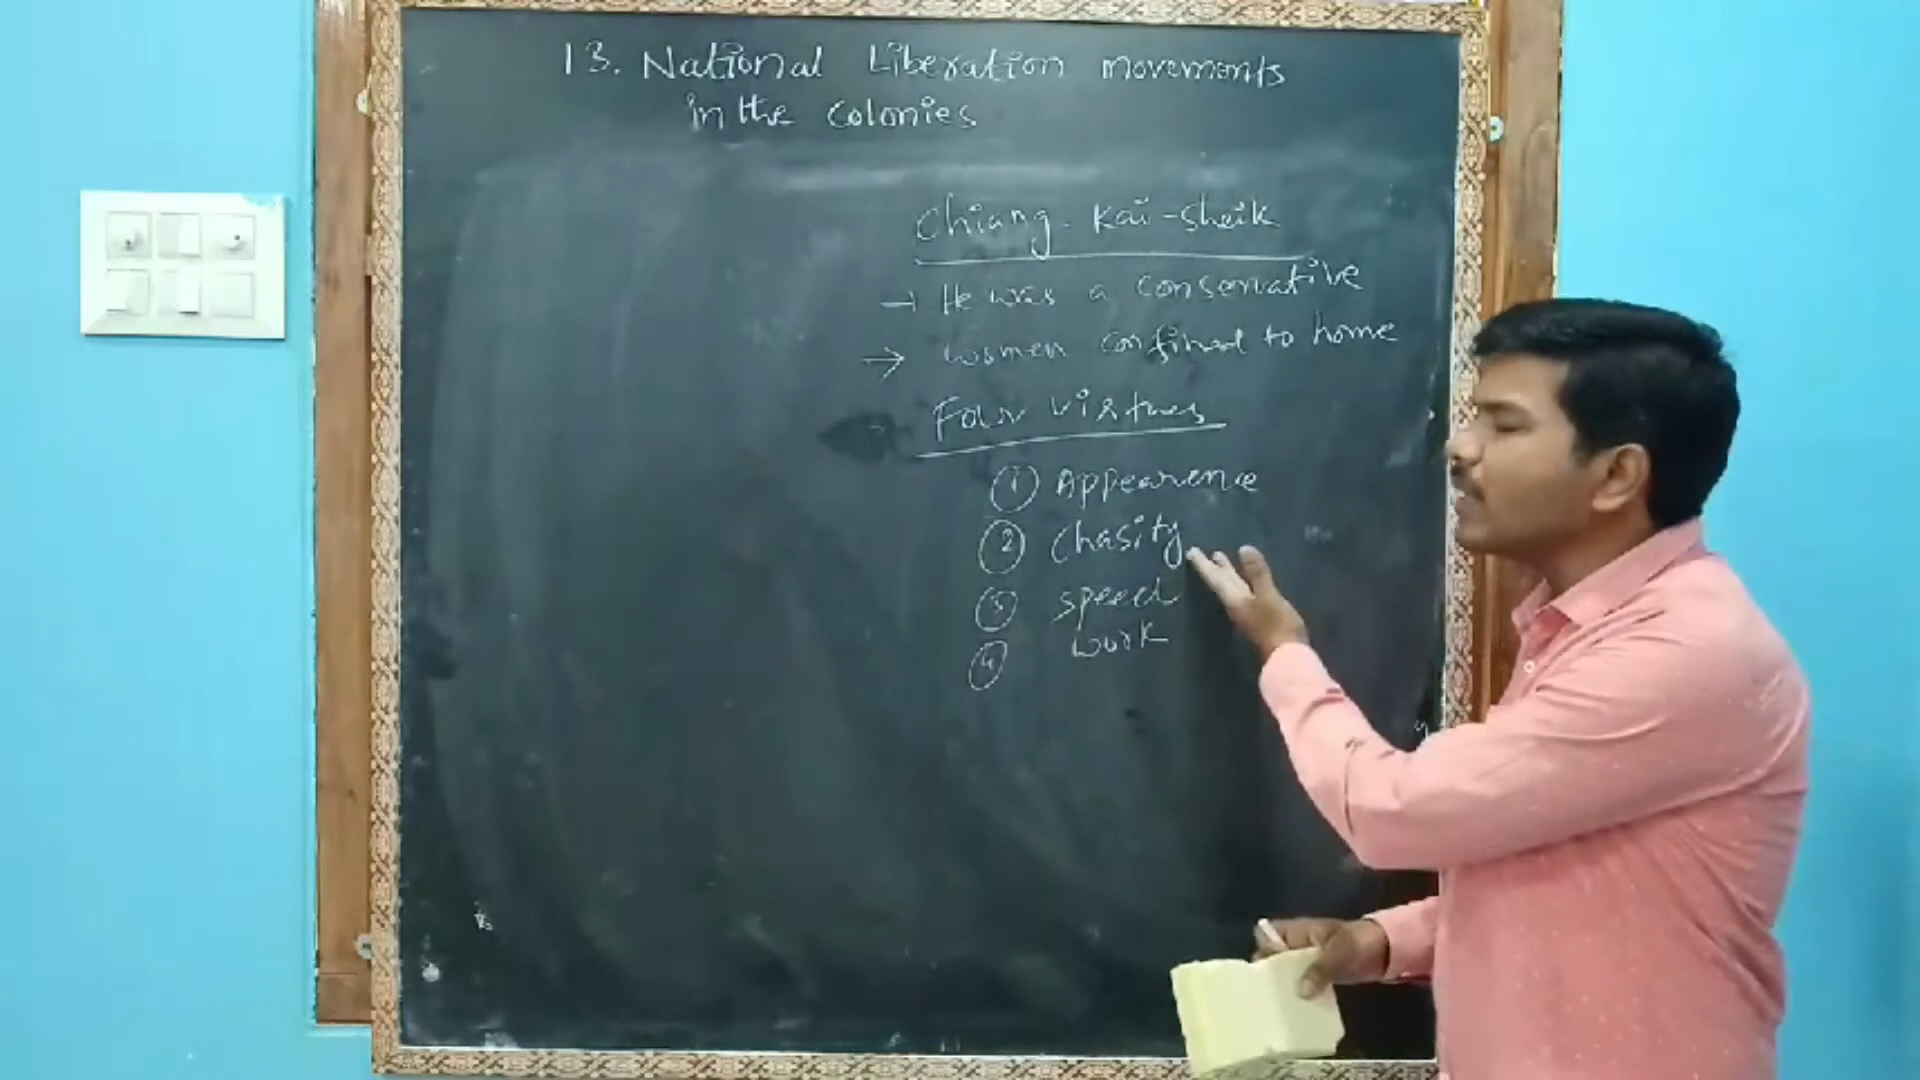 13. National Liberation movements
in the colonies
Chiang-Kai-Sheik
→ He was a conservative
→ women confined to home
Four virtues
① Appearence
② Chasity
③ speech
④ work